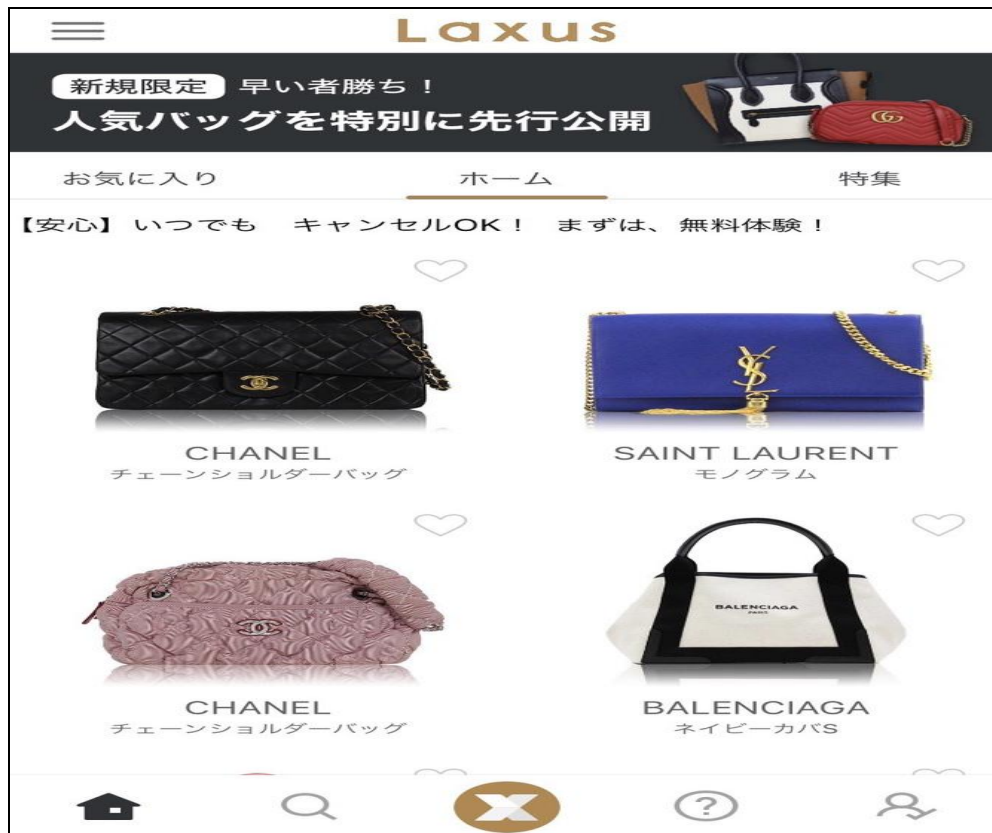 Laxus
新規限定 早い者勝ち！
人気バッグを特別に先行公開
お気に入り ホーム 特集
【安心】いつでも キャンセルOK！ まずは、無料体験！
CHANEL SAINT LAURENT
チェーンショルダーバッグ モノグラム
BALENCIAGA
PARIS
CHANEL BALENCIAGA
チェーンショルダーバッグ ネイビーカバS